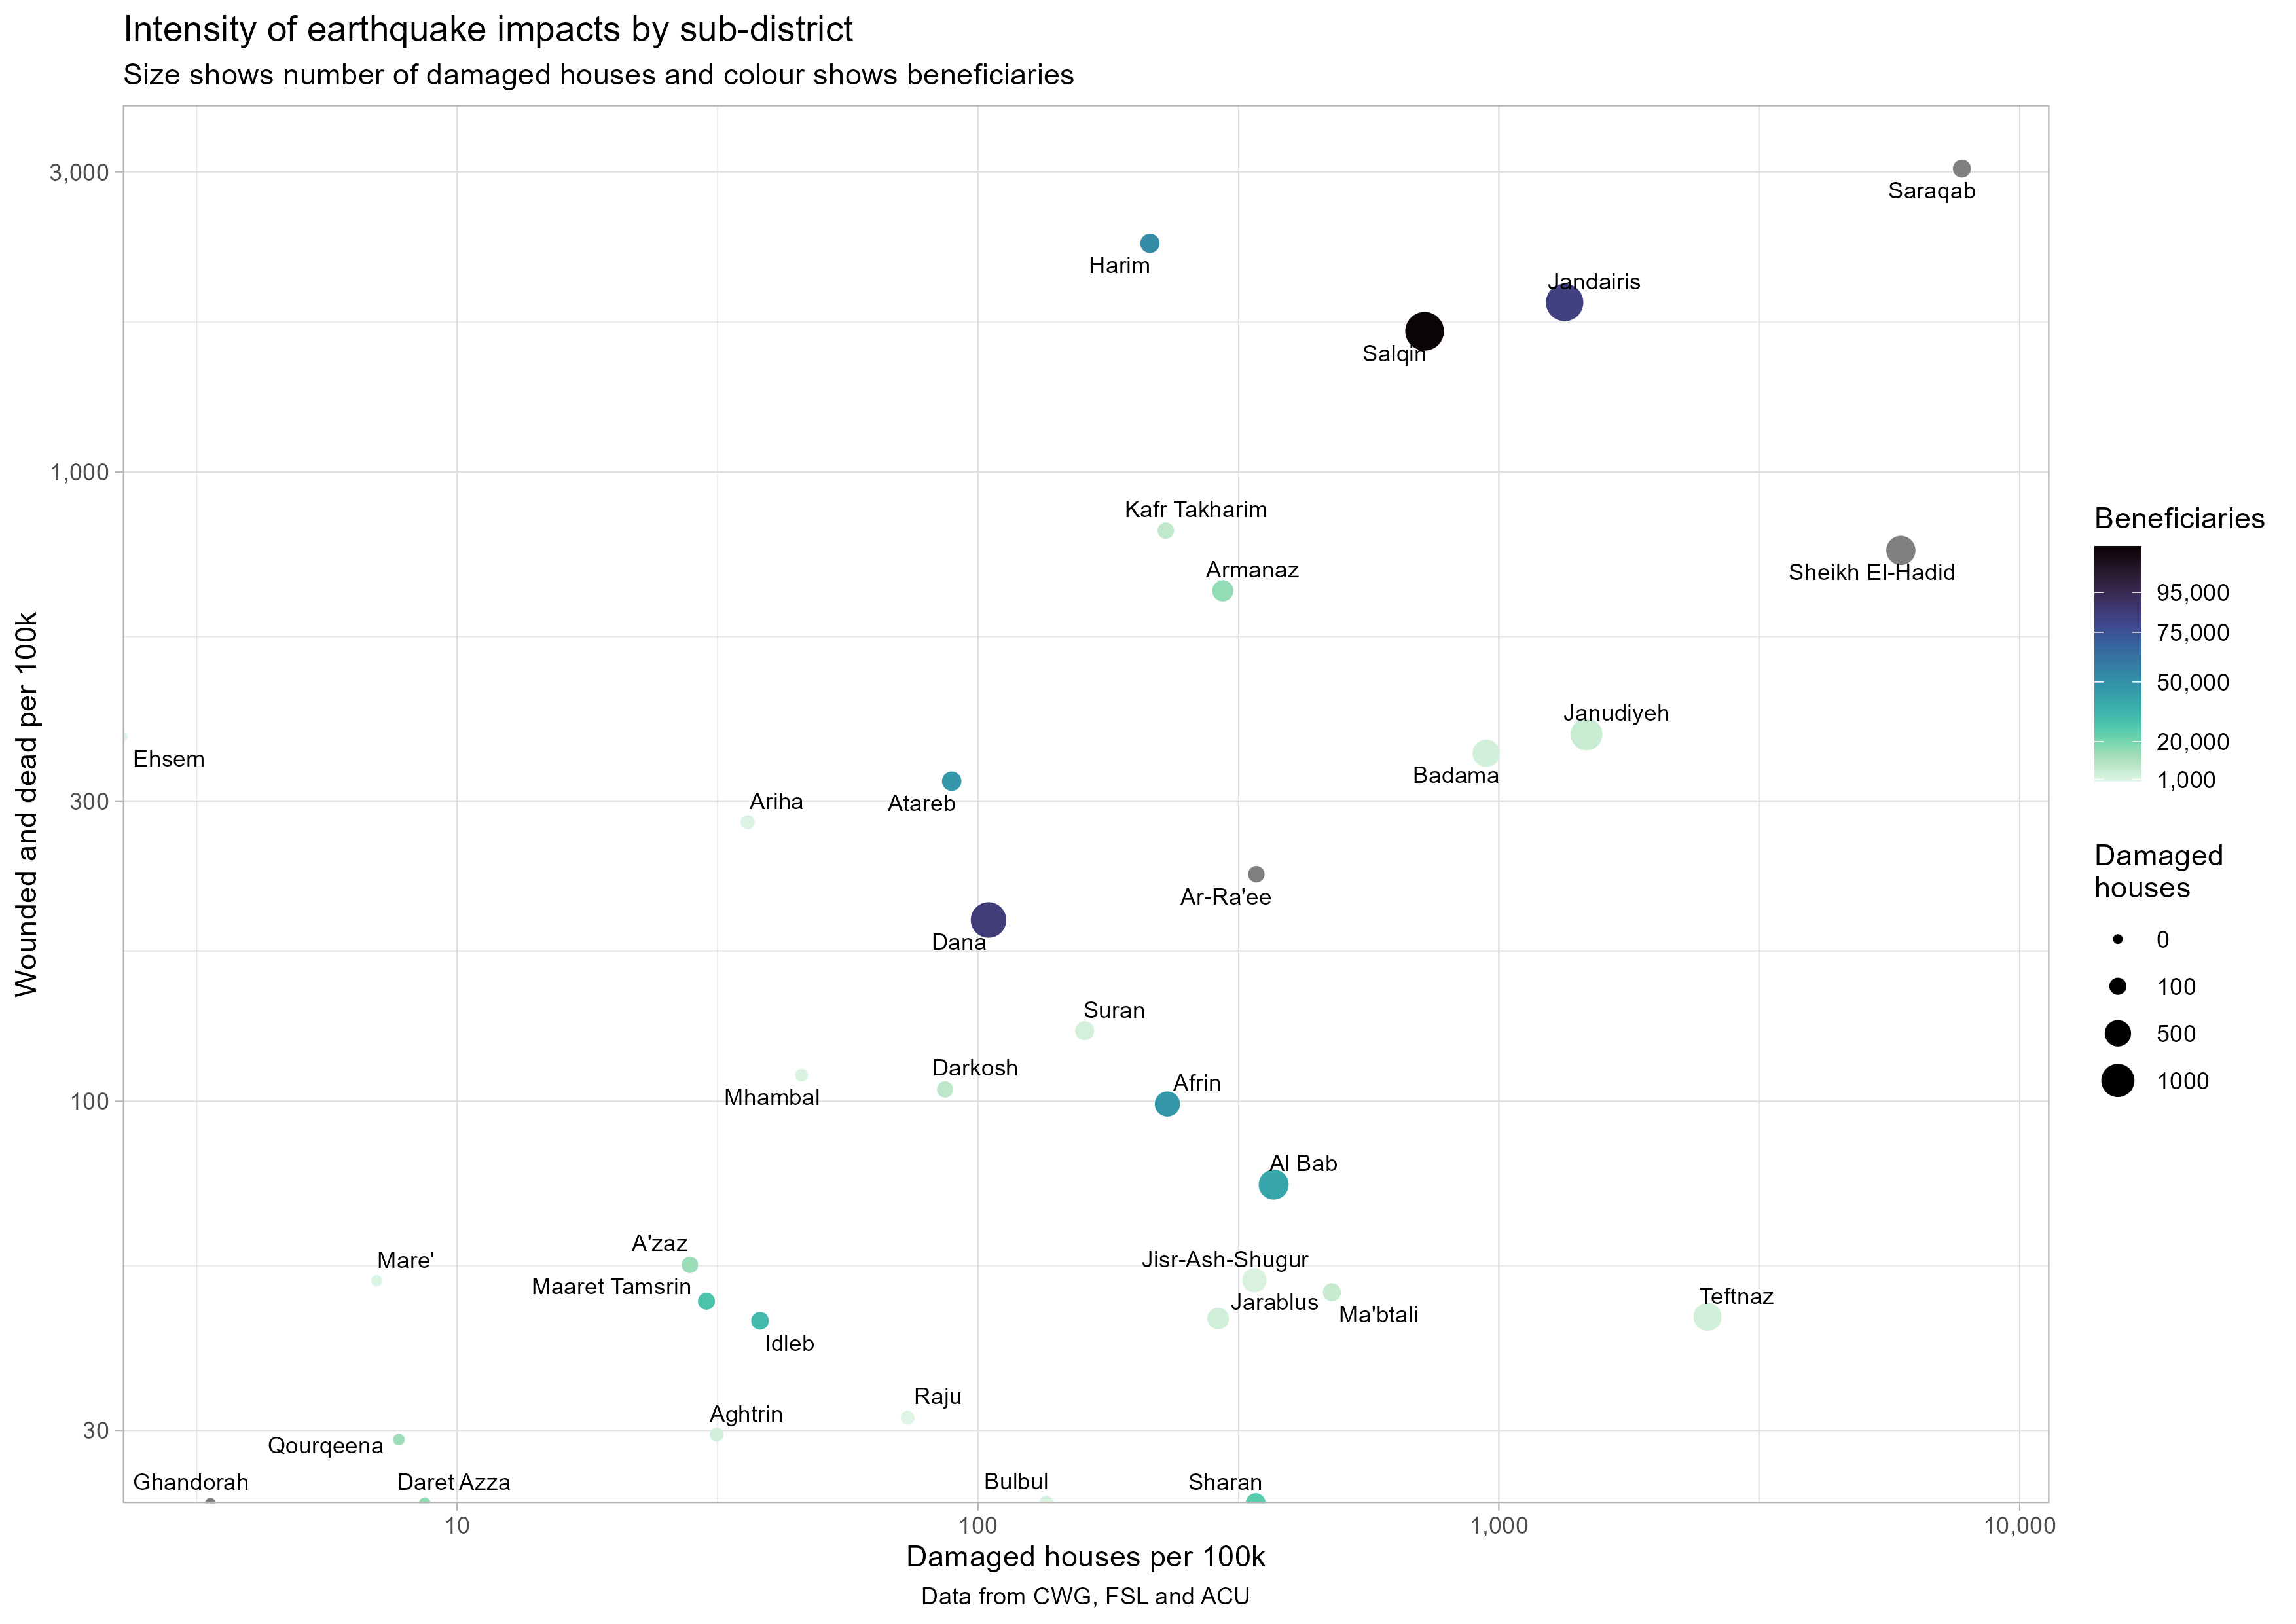 Intensity of earthquake impacts by sub-district
Size shows number of damaged houses and colour shows beneficiaries
Wounded and dead per 100k
3,000
1,000
300
100
30
Saraqab
Harim
Jandairis
Salqin
Kafr Takharim
Armanaz
Sheikh El-Hadid
Janudiyeh
Ehsem
Badama
Ariha
Atareb
Ar-Ra'ee
Dana
Suran
Darkosh
Mhambal
Afrin
Al Bab
A'zaz
Mare'
Jisr-Ash-Shugur
Maaret Tamsrin
Jarablus
Ma'btali
Teftnaz
Idleb
Raju
Aghtrin
Qourqeena
Ghandorah
Daret Azza
Bulbul
Sharan
10
100
1,000
10,000
Damaged houses per 100k
Data from CWG, FSL and ACU
Beneficiaries
95,000
75,000
50,000
20,000
1,000
Damaged
houses
0
100
500
1000